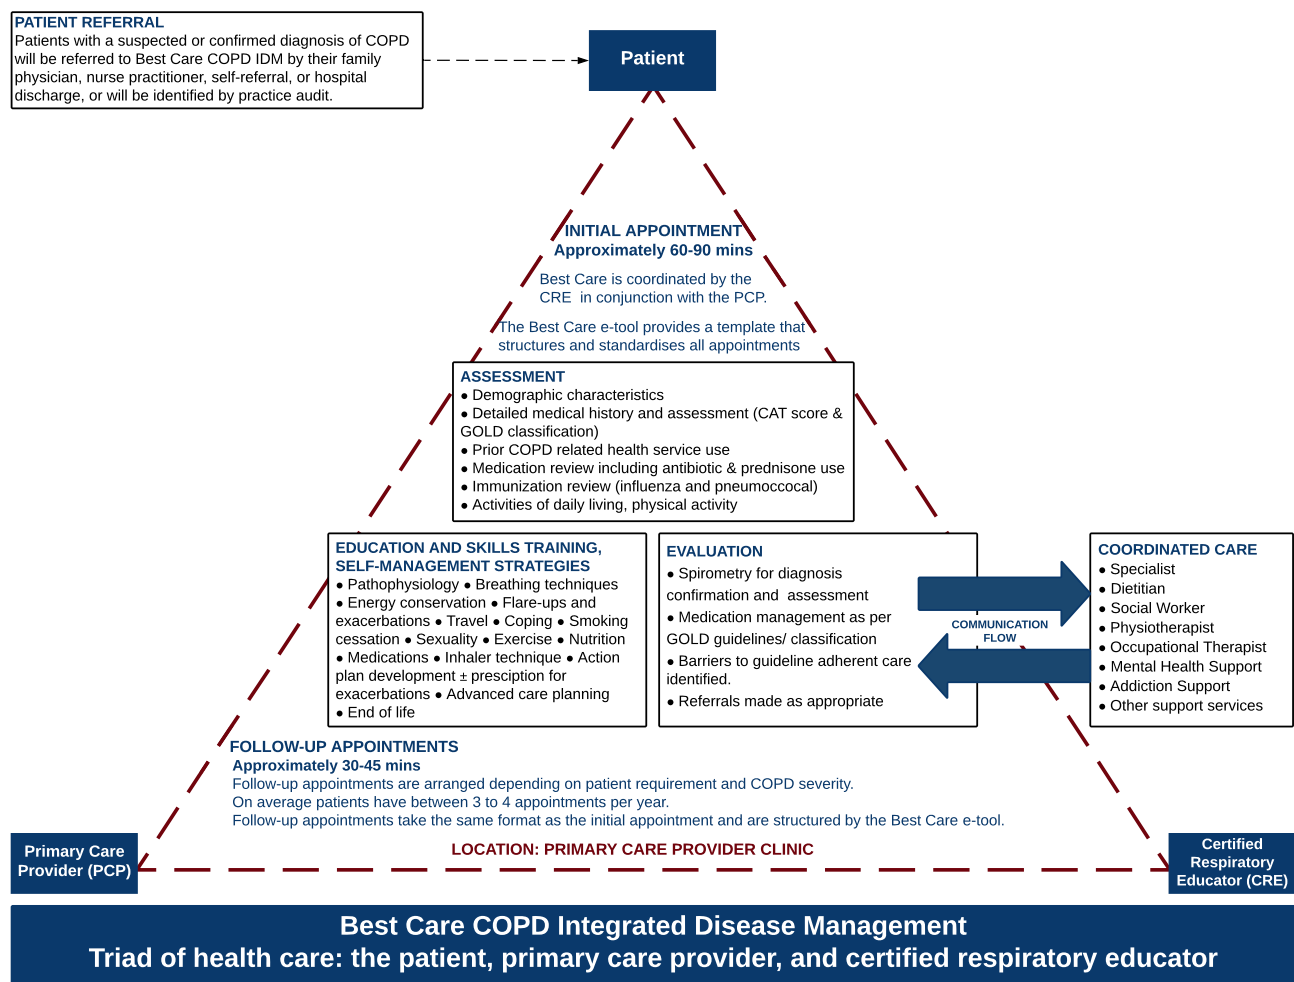 PATIENT REFERRAL
Patients with a suspected or confirmed diagnosis of COPD
will be referred to Best Care COPD IDM by their family
physician, nurse practitioner, self-referral, or hospital
discharge, or will be identified by practice audit.
Patient
INITIAL APPOINTMENT
Approximately 60-90 mins
Best Care is coordinated by the
CRE in conjunction with the PCP.
The Best Care e-tool provides a template that
structures and standardises all appointments
ASSESSMENT
● Demographic characteristics
● Detailed medical history and assessment (CAT score &
GOLD classification)
● Prior COPD related health service use
● Medication review including antibiotic & prednisone use
● Immunization review (influenza and pneumoccocal)
● Activities of daily living, physical activity
EDUCATION AND SKILLS TRAINING,
SELF-MANAGEMENT STRATEGIES
● Pathophysiology ● Breathing techniques
● Energy conservation ● Flare-ups and
exacerbations ● Travel ● Coping ● Smoking
cessation ● Sexuality ● Exercise ● Nutrition
● Medications ● Inhaler technique ● Action
plan development ± presciption for
exacerbations ● Advanced care planning
● End of life
EVALUATION
● Spirometry for diagnosis
confirmation and assessment
● Medication management as per
GOLD guidelines/ classification
● Barriers to guideline adherent care
identified.
● Referrals made as appropriate
COMMUNICATION
FLOW
COORDINATED CARE
● Specialist
● Dietitian
● Social Worker
● Physiotherapist
● Occupational Therapist
● Mental Health Support
● Addiction Support
● Other support services
FOLLOW-UP APPOINTMENTS
Approximately 30-45 mins
Follow-up appointments are arranged depending on patient requirement and COPD severity.
On average patients have between 3 to 4 appointments per year.
Follow-up appointments take the same format as the initial appointment and are structured by the Best Care e-tool.
LOCATION: PRIMARY CARE PROVIDER CLINIC
Primary Care
Provider (PCP)
Certified
Respiratory
Educator (CRE)
Best Care COPD Integrated Disease Management
Triad of health care: the patient, primary care provider, and certified respiratory educator